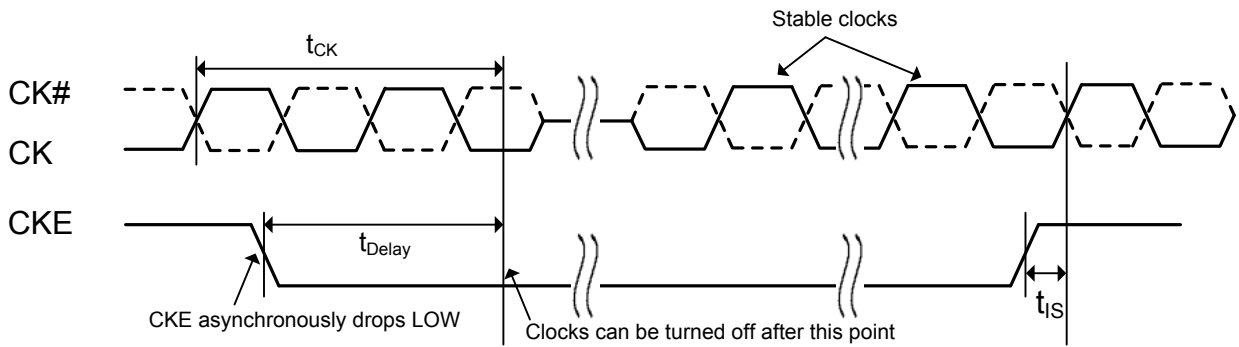 Stable clocks
tCK
CK#
CK
CKE
tDelay
tIS
CKE asynchronously drops LOW
Clocks can be turned off after this point